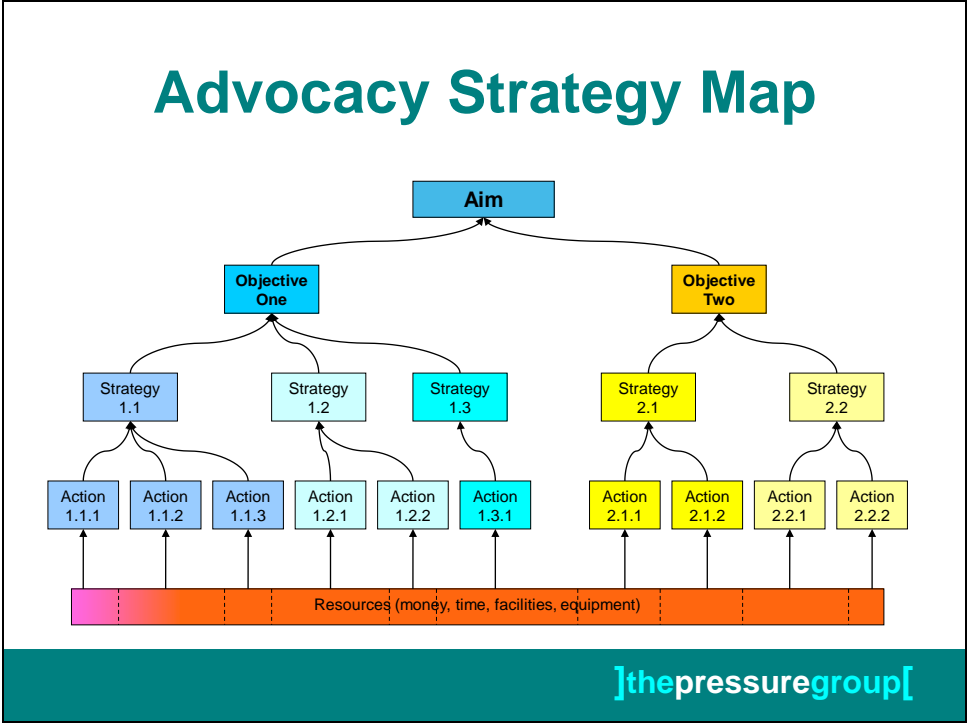 Advocacy Strategy Map
Aim
Objective
One
Objective
Two
Strategy
1.1
Strategy
1.2
Strategy
1.3
Strategy
2.1
Strategy
2.2
Action
1.1.1
Action
1.1.2
Action
1.1.3
Action
1.2.1
Action
1.2.2
Action
1.3.1
Action
2.1.1
Action
2.1.2
Action
2.2.1
Action
2.2.2
Resources (money, time, facilities, equipment)
]thepressuregroup[